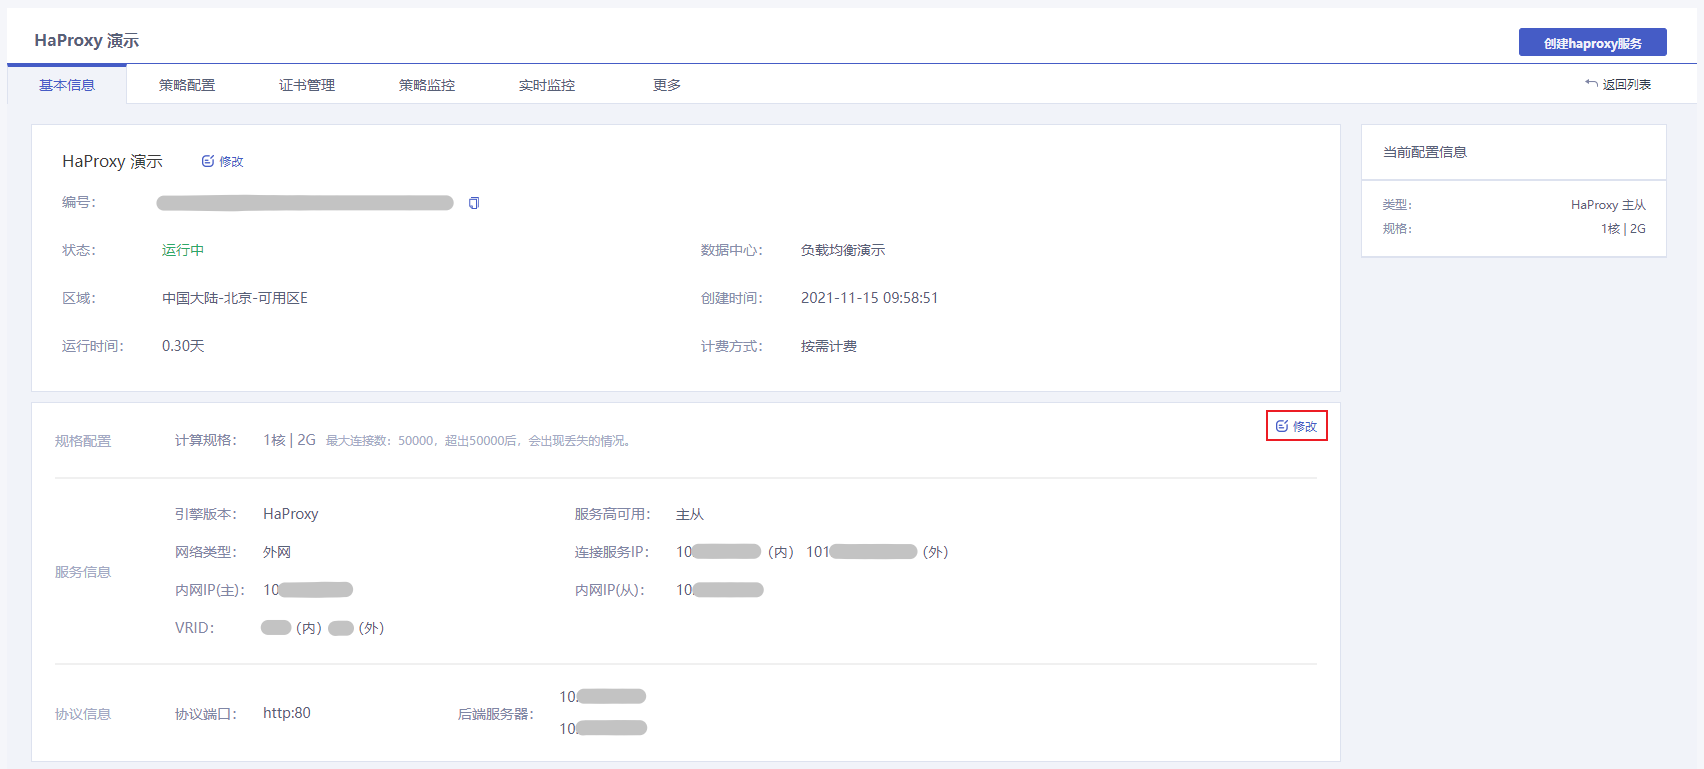 HaProxy 演示
创建haproxy服务
基本信息 策略配置 证书管理 策略监控 实时监控 更多 返回列表
HaProxy 演示 修改
编号：
状态： 运行中 数据中心： 负载均衡演示
区域： 中国大陆-北京-可用区E 创建时间： 2021-11-15 09:58:51
运行时间： 0.30天 计费方式： 按需计费
当前配置信息
类型： HaProxy 主从
规格： 1核 | 2G
修改
规格配置 计算规格： 1核 | 2G 最大连接数：50000，超出50000后，会出现丢失的情况。
服务信息
引擎版本： HaProxy 服务高可用： 主从
网络类型： 外网 连接服务IP： 10 (内) 101 (外)
内网IP(主)： 10 内网IP(从)： 10
VRID： (内) (外)
协议信息 协议端口： http:80 后端服务器：
10.
10.